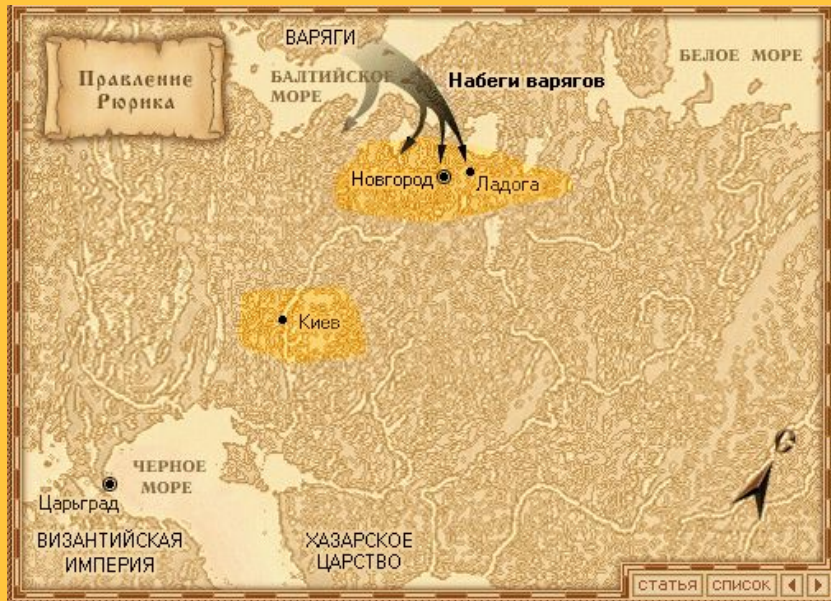 ВАРЯГИ
Правление
Рюрика
БАЛТИЙСКОЕ
МОРЕ
Набеги варягов
БЕЛОЕ МОРЕ
Новгород
Ладога
Киев
С
ЧЕРНОЕ
МОРЕ
Царьград
ВИЗАНТИЙСКАЯ
ИМПЕРИЯ
ХАЗАРСКОЕ
ЦАРСТВО
статья список